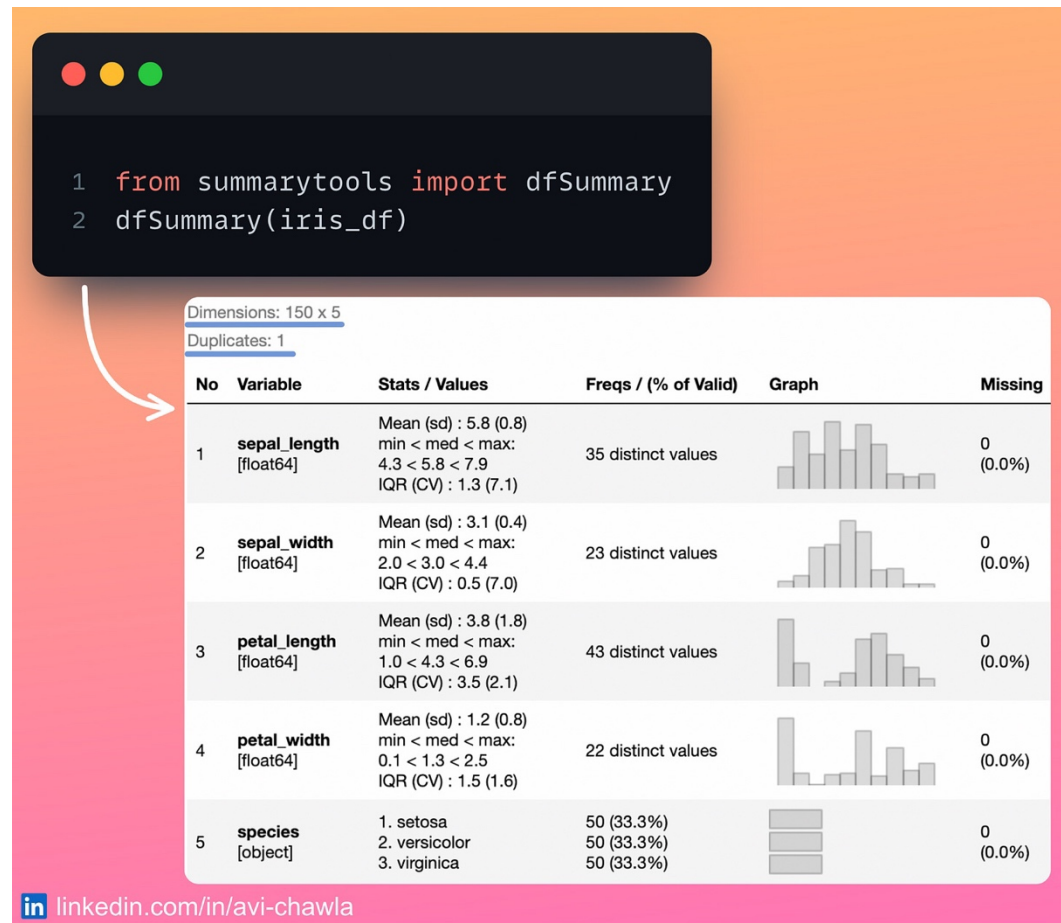 1 from summarytools import dfSummary
2 dfSummary(iris_df)
Dimensions: 150 x 5
Duplicates: 1
No Variable Stats / Values Freqs / (% of Valid) Graph Missing
1
sepal_length
[float64]
Mean (sd) : 5.8 (0.8)
min < med < max:
4.3 < 5.8 < 7.9
IQR (CV) : 1.3 (7.1)
35 distinct values
0
(0.0%)
2
sepal_width
[float64]
Mean (sd) : 3.1 (0.4)
min < med < max:
2.0 < 3.0 < 4.4
IQR (CV) : 0.5 (7.0)
23 distinct values
0
(0.0%)
3
petal_length
[float64]
Mean (sd) : 3.8 (1.8)
min < med < max:
1.0 < 4.3 < 6.9
IQR (CV) : 3.5 (2.1)
43 distinct values
0
(0.0%)
4
petal_width
[float64]
Mean (sd) : 1.2 (0.8)
min < med < max:
0.1 < 1.3 < 2.5
IQR (CV) : 1.5 (1.6)
22 distinct values
0
(0.0%)
5
species
[object]
1. setosa
2. versicolor
3. virginica
50 (33.3%)
50 (33.3%)
50 (33.3%)
0
(0.0%)
in linkedin.com/in/avi-chawla